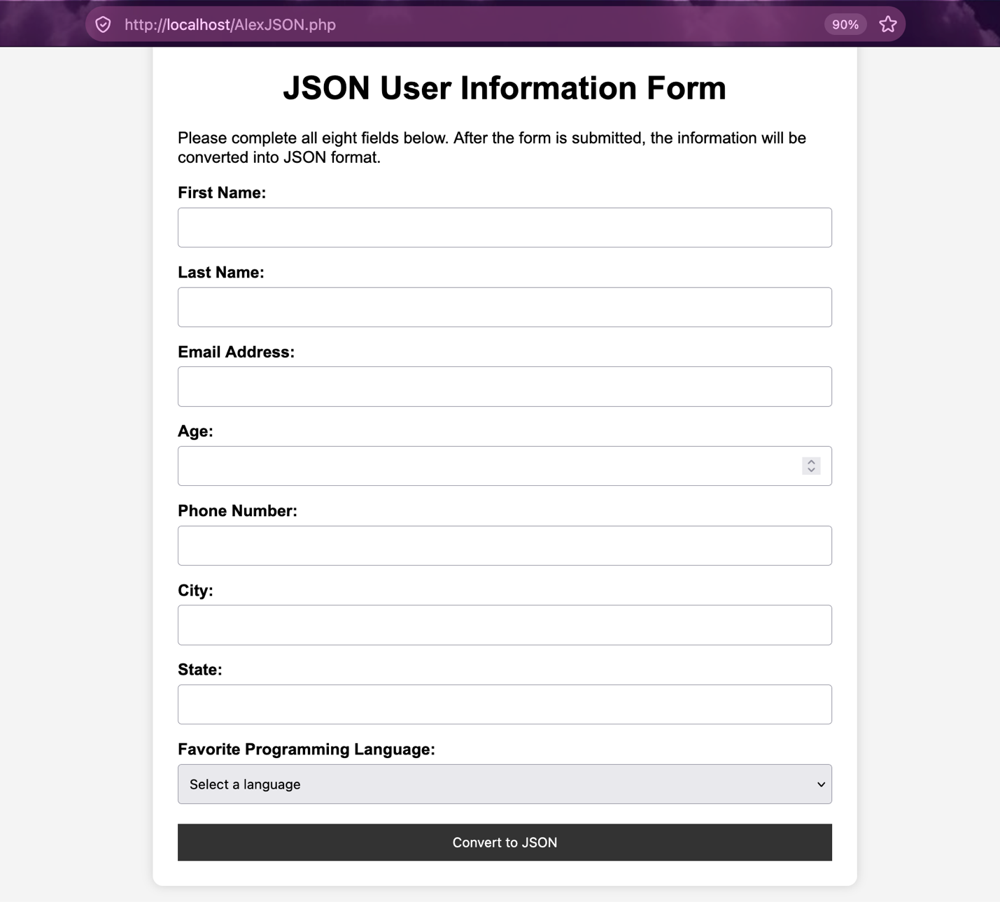 http://localhost/AlexJSON.php
90%
JSON User Information Form
Please complete all eight fields below. After the form is submitted, the information will be
converted into JSON format.
First Name:
Last Name:
Email Address:
Age:
Phone Number:
City:
State:
Favorite Programming Language:
Select a language
Convert to JSON